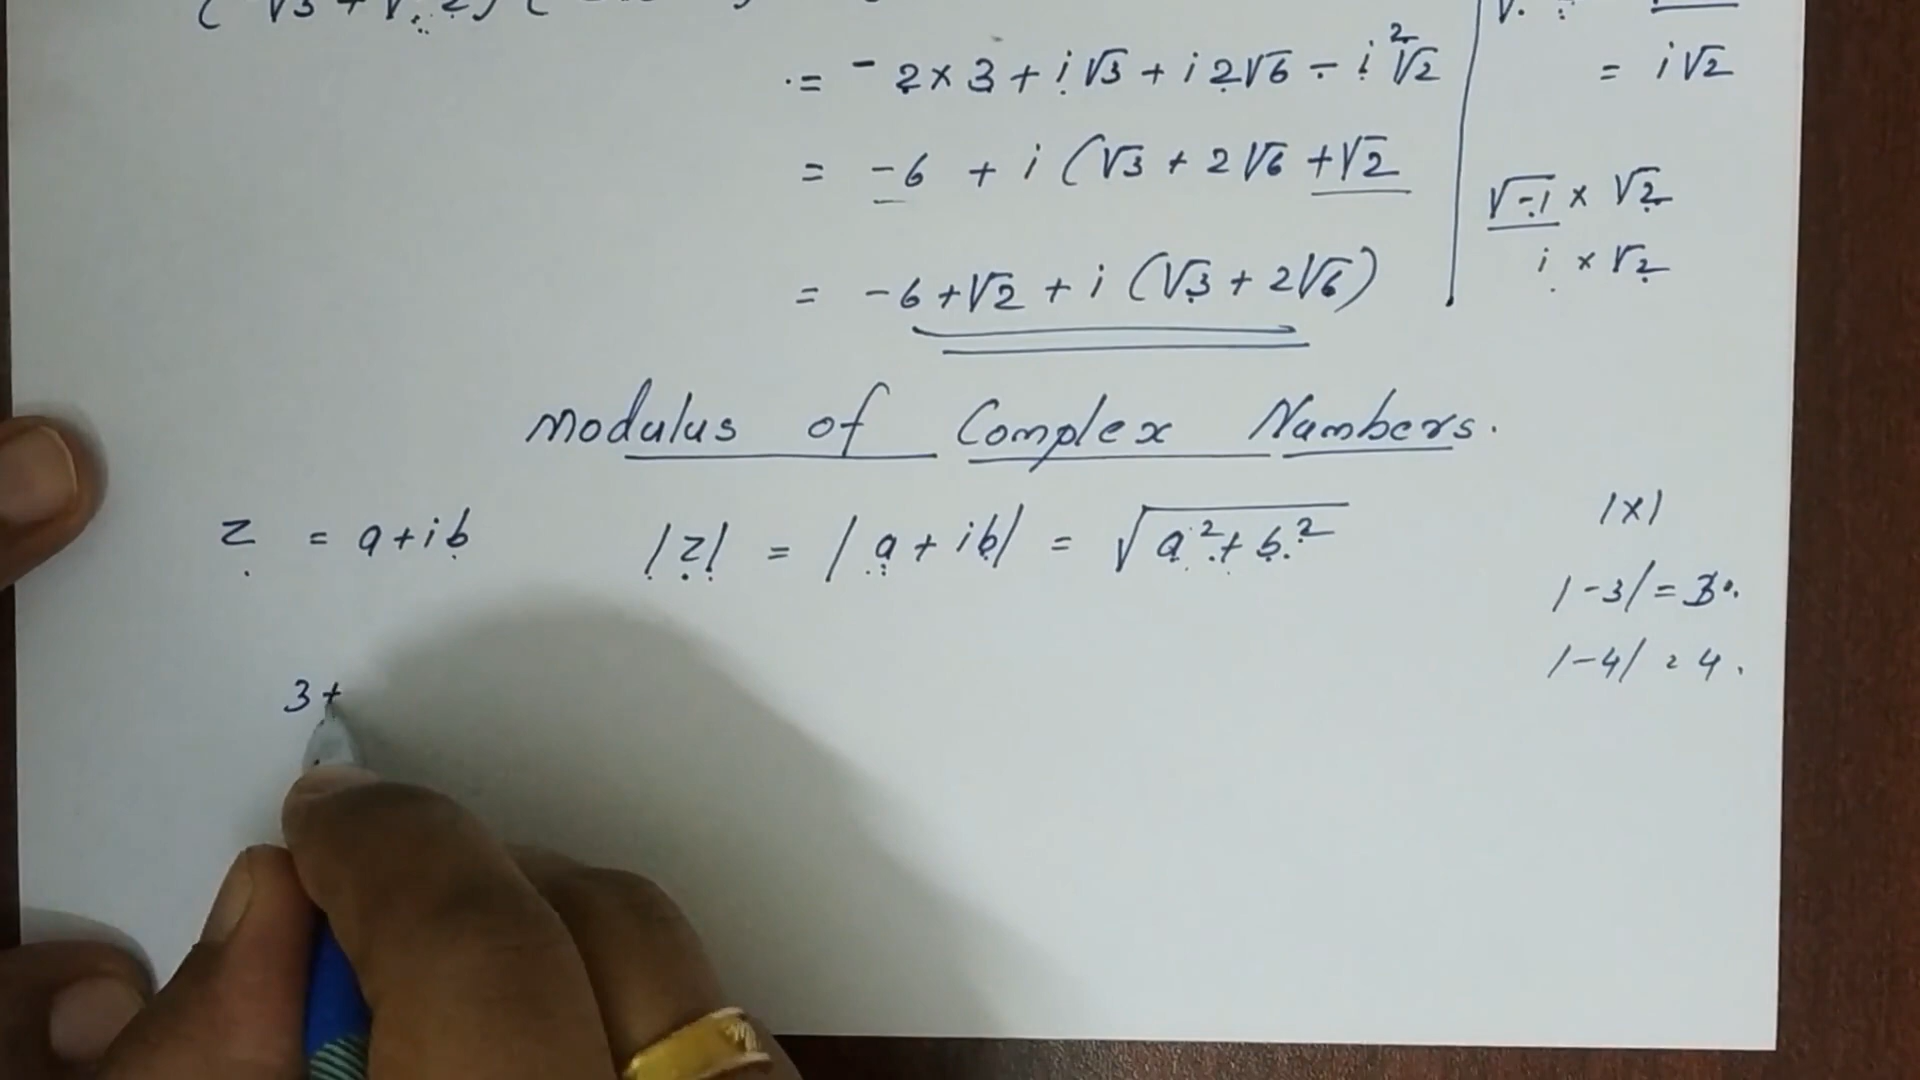 = - 2 × 3 + i √3 + i 2√6 - i² √2
= i√2
= -6 + i (√3 + 2√6 + √2
√-1 × √2
i × √2
= -6 + √2 + i (√3 + 2√6)
Modulus of Complex Numbers.
z = a + ib
|z| = |a + ib| = √a² + b²
|x|
|-3| = 3.
|-4| = 4.
3 +